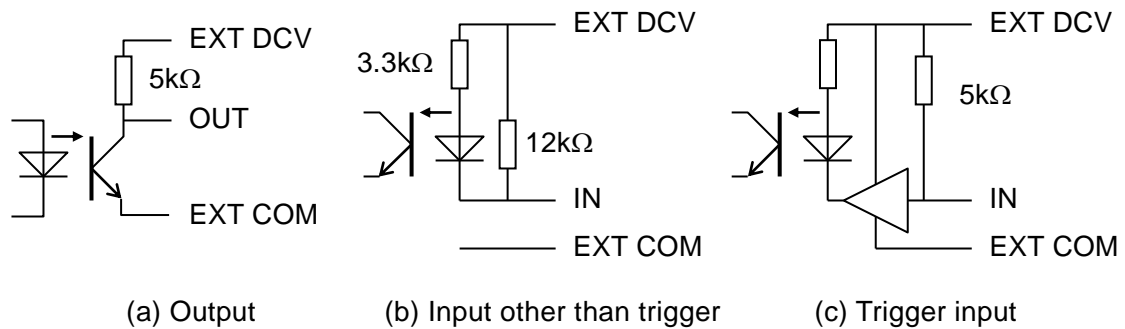 EXT DCV
5kΩ
OUT
EXT COM
(a) Output
EXT DCV
3.3kΩ
12kΩ
IN
EXT COM
(b) Input other than trigger
EXT DCV
5kΩ
IN
EXT COM
(c) Trigger input